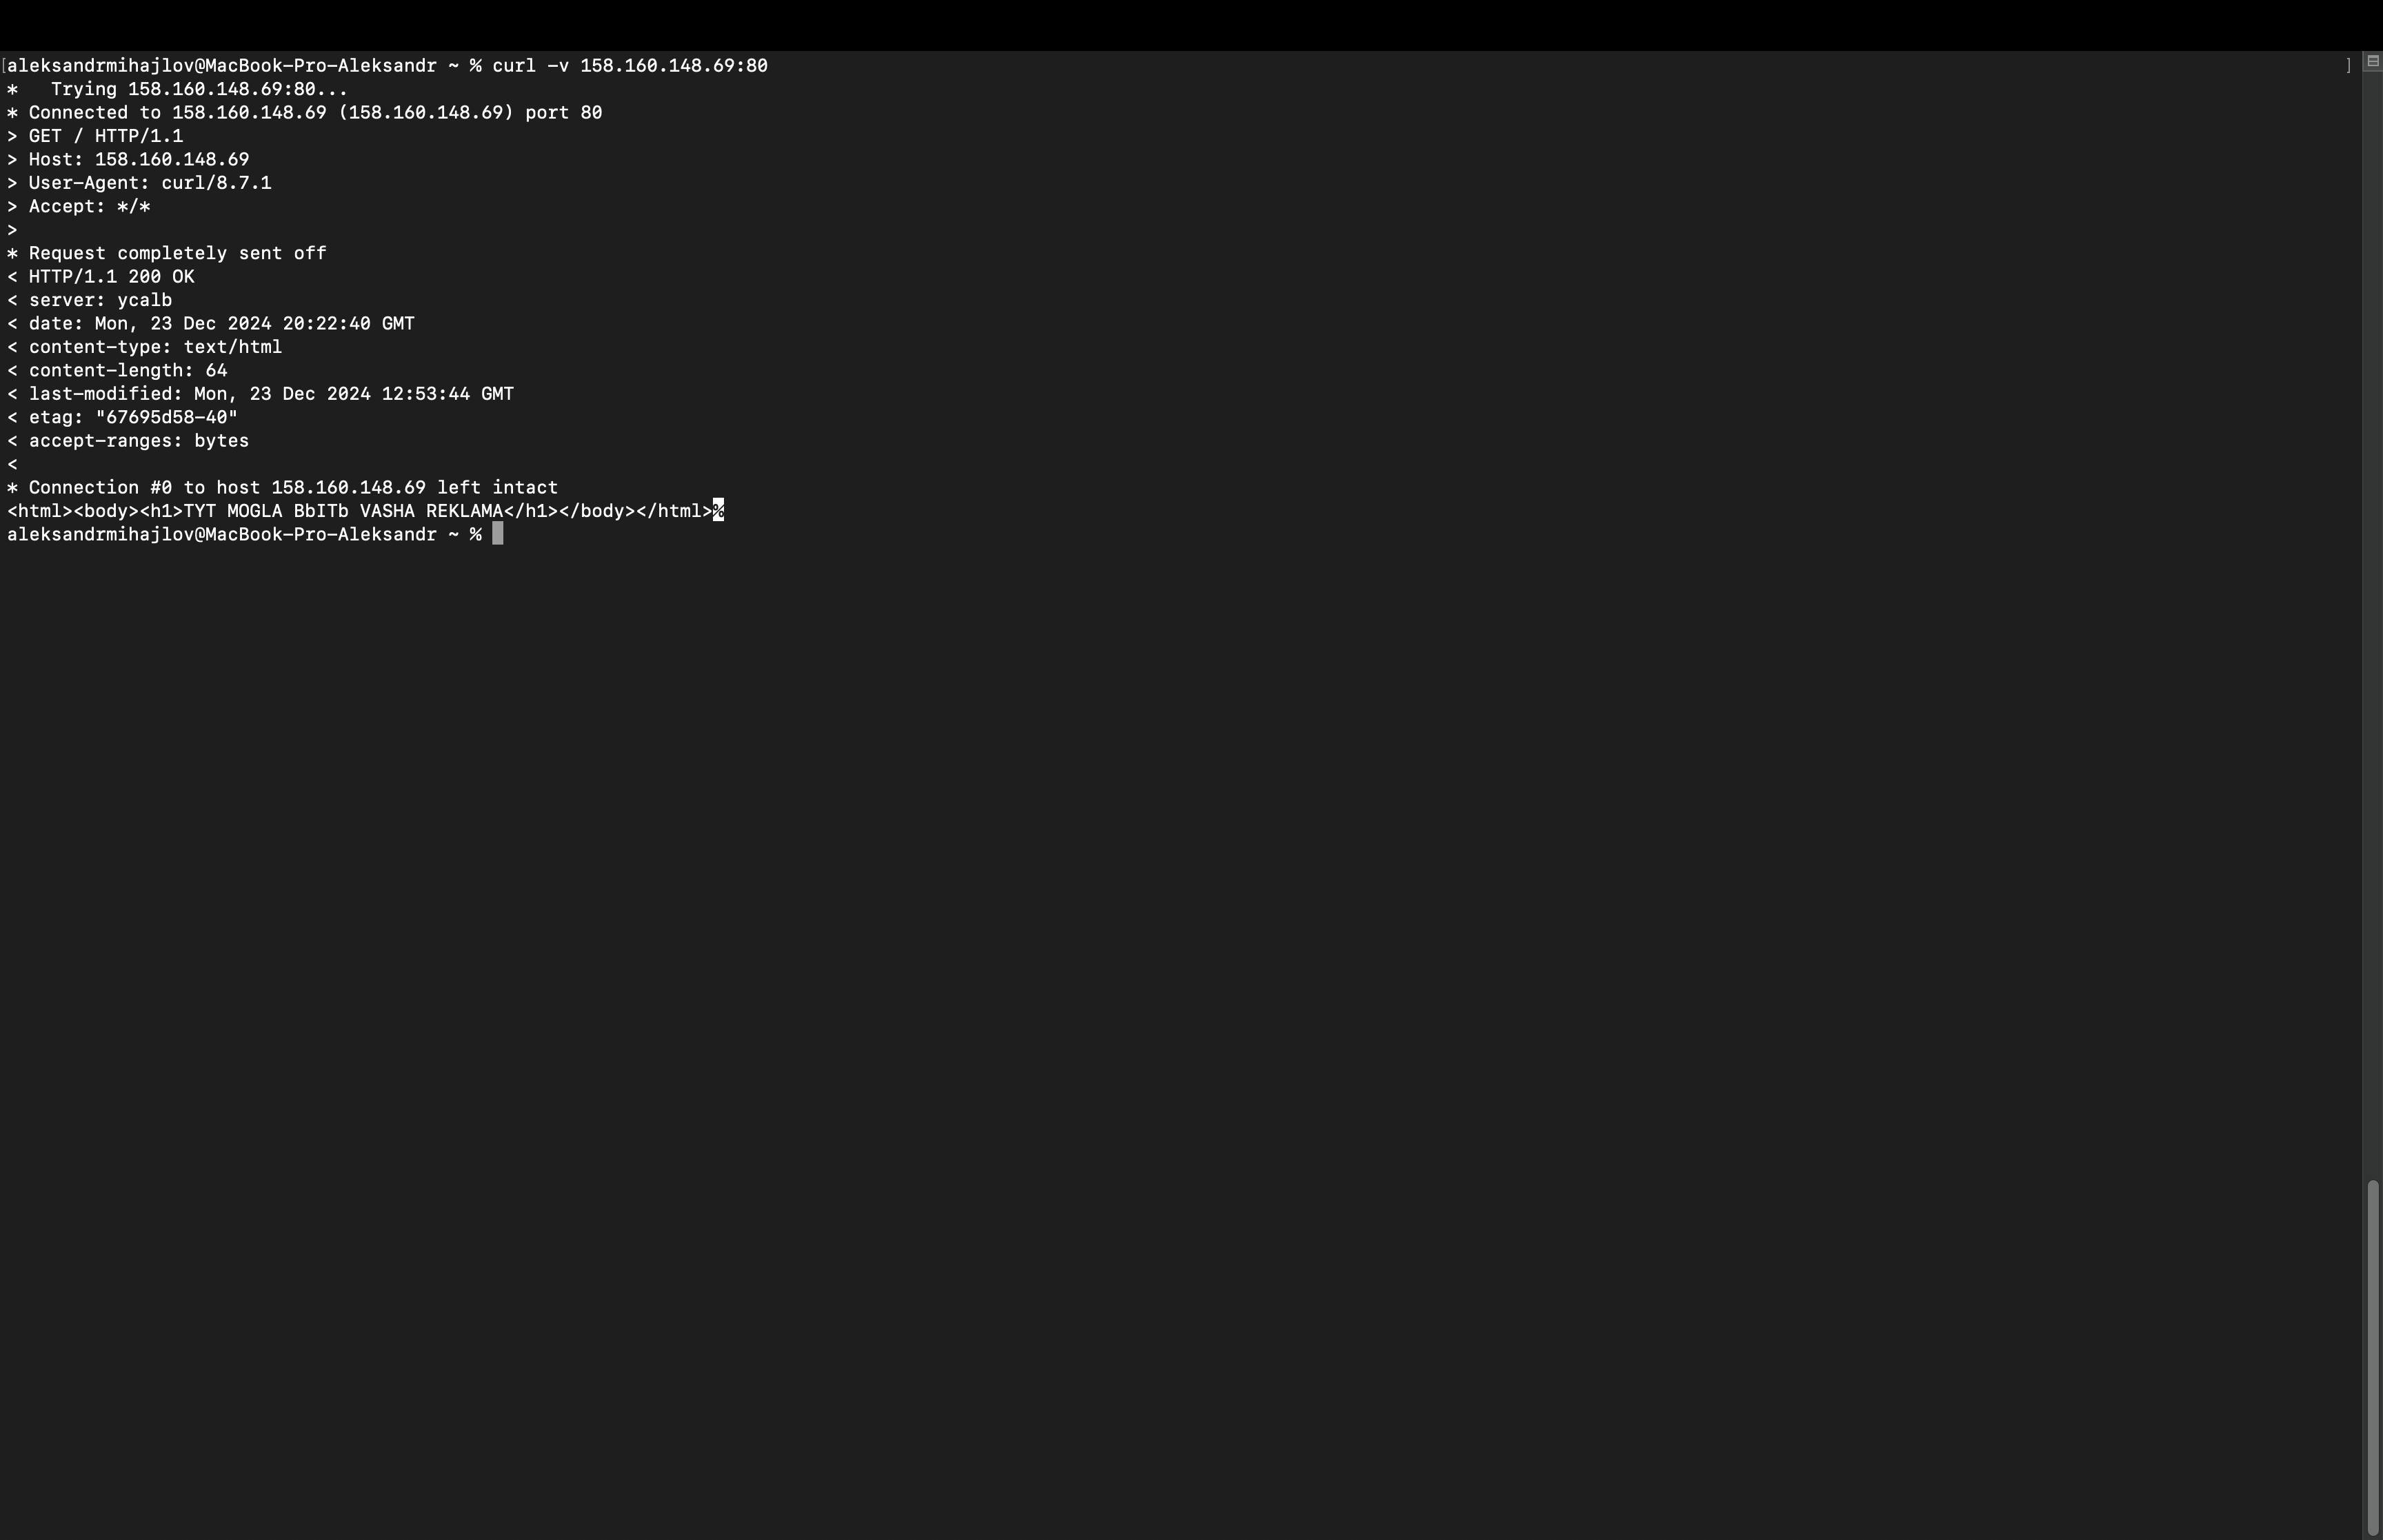 [aleksandrmihajlov@MacBook-Pro-Aleksandr ~ % curl -v 158.160.148.69:80 ]
*   Trying 158.160.148.69:80...
* Connected to 158.160.148.69 (158.160.148.69) port 80
> GET / HTTP/1.1
> Host: 158.160.148.69
> User-Agent: curl/8.7.1
> Accept: */*
>
* Request completely sent off
< HTTP/1.1 200 OK
< server: ycalb
< date: Mon, 23 Dec 2024 20:22:40 GMT
< content-type: text/html
< content-length: 64
< last-modified: Mon, 23 Dec 2024 12:53:44 GMT
< etag: "67695d58-40"
< accept-ranges: bytes
<
* Connection #0 to host 158.160.148.69 left intact
<html><body><h1>TYT MOGLA BbITb VASHA REKLAMA</h1></body></html>%
aleksandrmihajlov@MacBook-Pro-Aleksandr ~ %